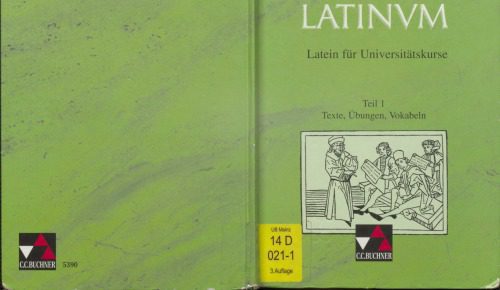 C.C.BUCHNER
5390
LATINVM
Latein für Universitätskurse
Teil 1
Texte, Übungen, Vokabeln
UB Mainz
14 D
021-1
3.Auflage
C.C.BUCHNER